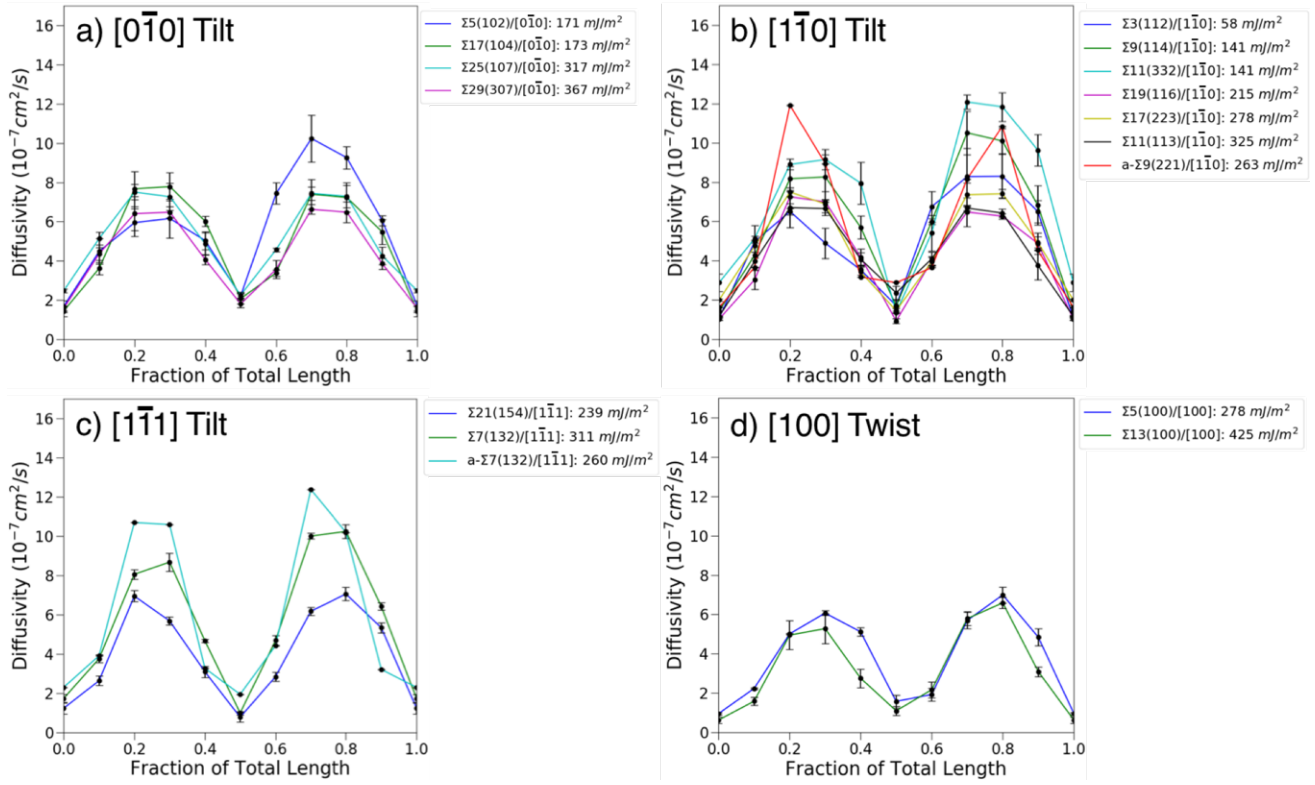 a) [01̅0] Tilt
Σ5(102)/[01̅0]: 171 mJ/m²
Σ17(104)/[01̅0]: 173 mJ/m²
Σ25(107)/[01̅0]: 317 mJ/m²
Σ29(307)/[01̅0]: 367 mJ/m²
Diffusivity (10⁻⁷cm²/s)
16
14
12
10
8
6
4
2
0
0.0 0.2 0.4 0.6 0.8 1.0
Fraction of Total Length
b) [11̅0] Tilt
Σ3(112)/[11̅0]: 58 mJ/m²
Σ9(114)/[11̅0]: 141 mJ/m²
Σ11(332)/[11̅0]: 141 mJ/m²
Σ19(116)/[11̅0]: 215 mJ/m²
Σ17(223)/[11̅0]: 278 mJ/m²
Σ11(113)/[11̅0]: 325 mJ/m²
a-Σ9(221)/[11̅0]: 263 mJ/m²
Diffusivity (10⁻⁷cm²/s)
16
14
12
10
8
6
4
2
0
0.0 0.2 0.4 0.6 0.8 1.0
Fraction of Total Length
c) [11̅1] Tilt
Σ21(154)/[11̅1]: 239 mJ/m²
Σ7(132)/[11̅1]: 311 mJ/m²
a-Σ7(132)/[11̅1]: 260 mJ/m²
Diffusivity (10⁻⁷cm²/s)
16
14
12
10
8
6
4
2
0
0.0 0.2 0.4 0.6 0.8 1.0
Fraction of Total Length
d) [100] Twist
Σ5(100)/[100]: 278 mJ/m²
Σ13(100)/[100]: 425 mJ/m²
Diffusivity (10⁻⁷cm²/s)
16
14
12
10
8
6
4
2
0
0.0 0.2 0.4 0.6 0.8 1.0
Fraction of Total Length